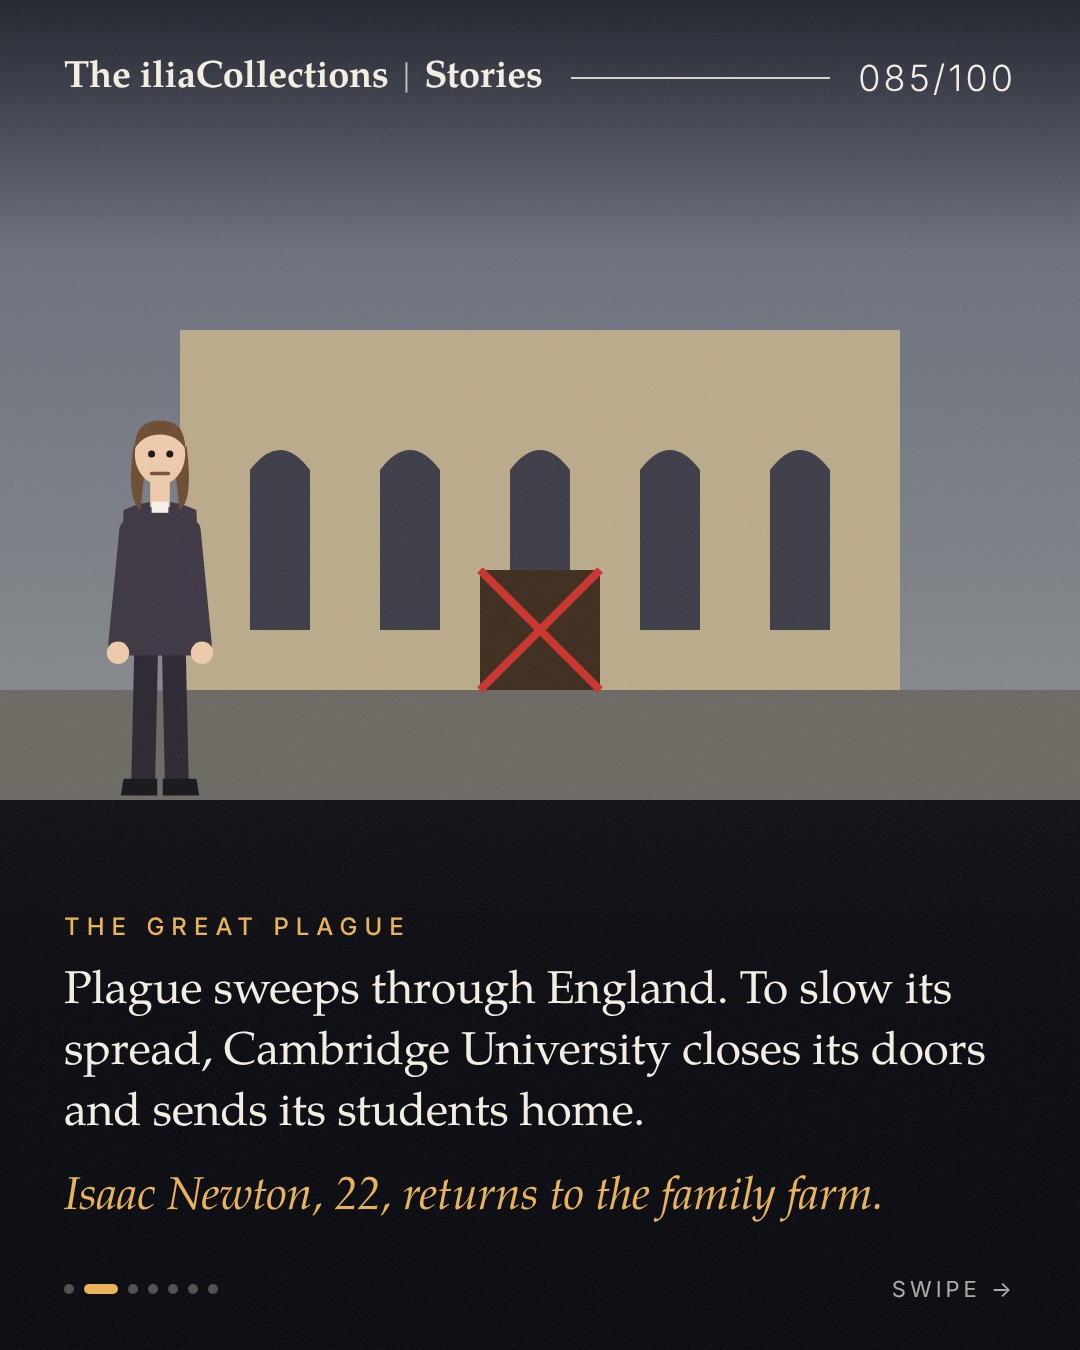 The iliaCollections | Stories 085/100
THE GREAT PLAGUE
Plague sweeps through England. To slow its
spread, Cambridge University closes its doors
and sends its students home.
Isaac Newton, 22, returns to the family farm.
SWIPE →